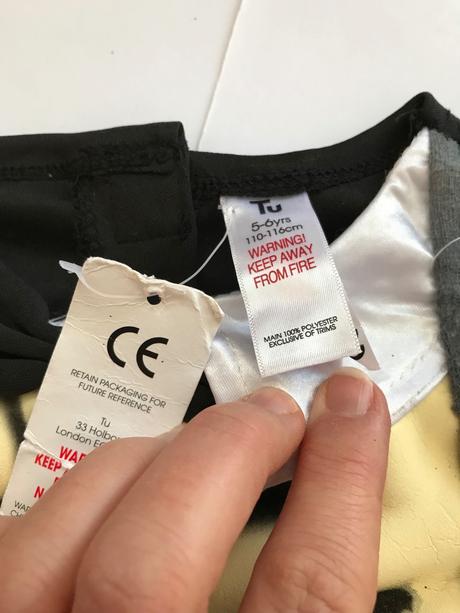 Tu
5-6yrs
110-116cm
WARNING!
KEEP AWAY
FROM FIRE
MAIN 100% POLYESTER
EXCLUSIVE OF TRIMS
CE
RETAIN PACKAGING FOR
FUTURE REFERENCE
Tu
33
London